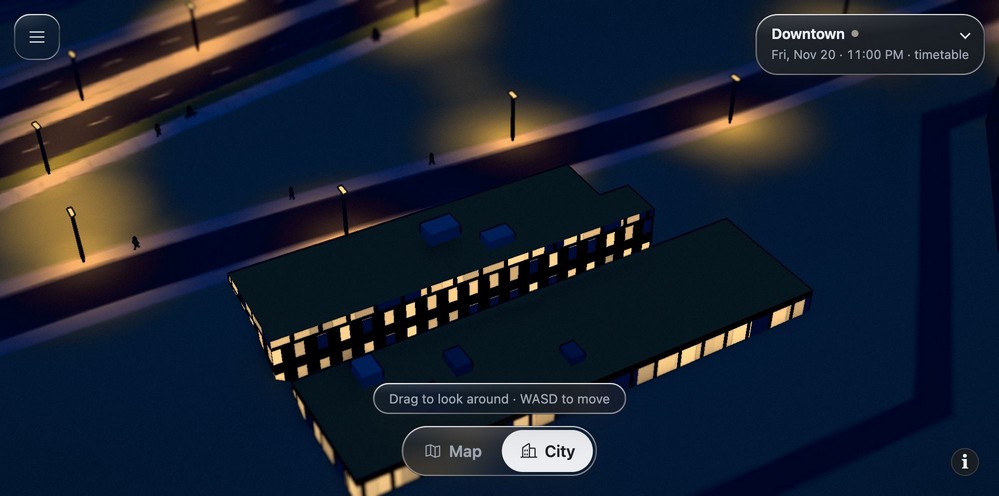 Downtown
Fri, Nov 20 · 11:00 PM · timetable
Drag to look around · WASD to move
Map
City
i